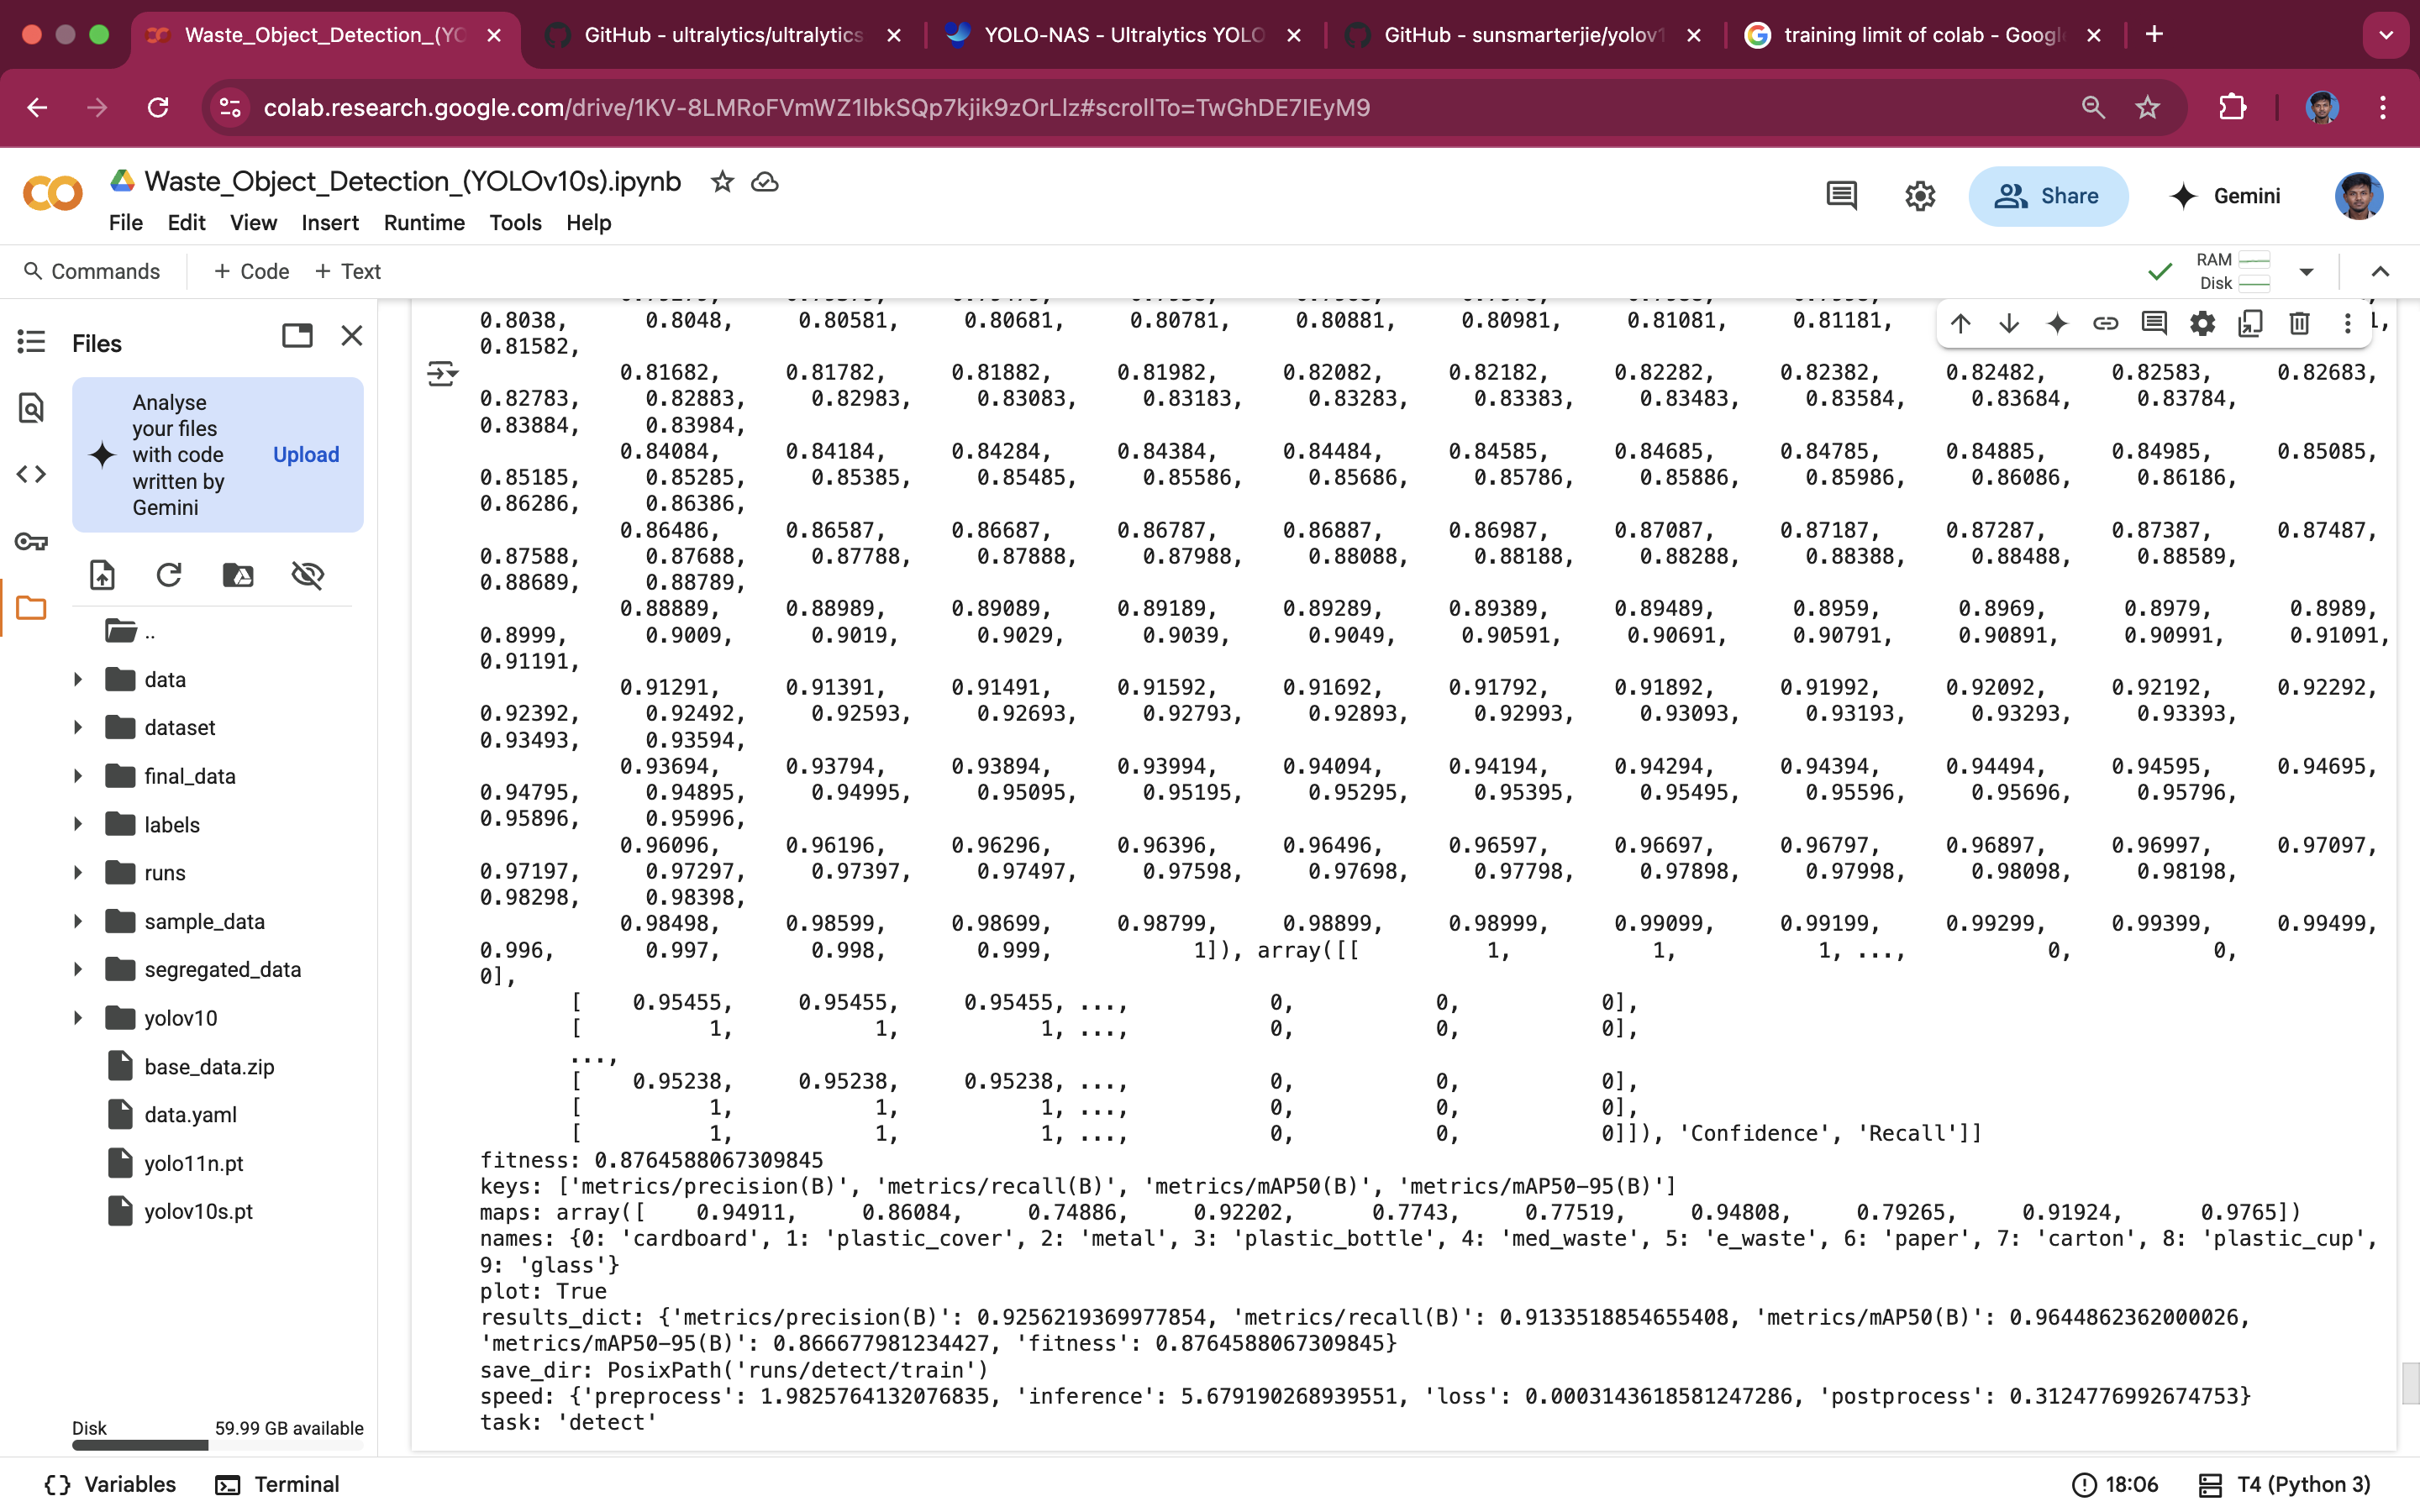 Waste_Object_Detection_(YO
GitHub - ultralytics/ultralytics
YOLO-NAS - Ultralytics YOLO
GitHub - sunsmarterjie/yolov1
training limit of colab - Googl
colab.research.google.com/drive/1KV-8LMRoFVmWZ1lbkSQp7kjik9zOrLlz#scrollTo=TwGhDE7IEyM9
Waste_Object_Detection_(YOLOv10s).ipynb
Share
Gemini
File Edit View Insert Runtime Tools Help
Commands + Code + Text
RAM
Disk
Files
Analyse
your files
with code
written by
Gemini
Upload
..
data
dataset
final_data
labels
runs
sample_data
segregated_data
yolov10
base_data.zip
data.yaml
yolo11n.pt
yolov10s.pt
Disk 59.99 GB available
0.8038, 0.8048, 0.80581, 0.80681, 0.80781, 0.80881, 0.80981, 0.81081, 0.81181,
0.81582,
0.81682, 0.81782, 0.81882, 0.81982, 0.82082, 0.82182, 0.82282, 0.82382, 0.82482, 0.82583, 0.82683,
0.82783, 0.82883, 0.82983, 0.83083, 0.83183, 0.83283, 0.83383, 0.83483, 0.83584, 0.83684, 0.83784,
0.83884, 0.83984,
0.84084, 0.84184, 0.84284, 0.84384, 0.84484, 0.84585, 0.84685, 0.84785, 0.84885, 0.84985, 0.85085,
0.85185, 0.85285, 0.85385, 0.85485, 0.85586, 0.85686, 0.85786, 0.85886, 0.85986, 0.86086, 0.86186,
0.86286, 0.86386,
0.86486, 0.86587, 0.86687, 0.86787, 0.86887, 0.86987, 0.87087, 0.87187, 0.87287, 0.87387, 0.87487,
0.87588, 0.87688, 0.87788, 0.87888, 0.87988, 0.88088, 0.88188, 0.88288, 0.88388, 0.88488, 0.88589,
0.88689, 0.88789,
0.88889, 0.88989, 0.89089, 0.89189, 0.89289, 0.89389, 0.89489, 0.8959, 0.8969, 0.8979, 0.8989,
0.8999, 0.9009, 0.9019, 0.9029, 0.9039, 0.9049, 0.90591, 0.90691, 0.90791, 0.90891, 0.90991, 0.91091,
0.91191,
0.91291, 0.91391, 0.91491, 0.91592, 0.91692, 0.91792, 0.91892, 0.91992, 0.92092, 0.92192, 0.92292,
0.92392, 0.92492, 0.92593, 0.92693, 0.92793, 0.92893, 0.92993, 0.93093, 0.93193, 0.93293, 0.93393,
0.93493, 0.93594,
0.93694, 0.93794, 0.93894, 0.93994, 0.94094, 0.94194, 0.94294, 0.94394, 0.94494, 0.94595, 0.94695,
0.94795, 0.94895, 0.94995, 0.95095, 0.95195, 0.95295, 0.95395, 0.95495, 0.95596, 0.95696, 0.95796,
0.95896, 0.95996,
0.96096, 0.96196, 0.96296, 0.96396, 0.96496, 0.96597, 0.96697, 0.96797, 0.96897, 0.96997, 0.97097,
0.97197, 0.97297, 0.97397, 0.97497, 0.97598, 0.97698, 0.97798, 0.97898, 0.97998, 0.98098, 0.98198,
0.98298, 0.98398,
0.98498, 0.98599, 0.98699, 0.98799, 0.98899, 0.98999, 0.99099, 0.99199, 0.99299, 0.99399, 0.99499,
0.996, 0.997, 0.998, 0.999, 1]), array([[ 1, 1, 1, ..., 0, 0,
0],
[ 0.95455, 0.95455, 0.95455, ..., 0, 0, 0],
[ 1, 1, 1, ..., 0, 0, 0],
...,
[ 0.95238, 0.95238, 0.95238, ..., 0, 0, 0],
[ 1, 1, 1, ..., 0, 0, 0],
[ 1, 1, 1, ..., 0, 0, 0]]), 'Confidence', 'Recall']]
fitness: 0.8764588067309845
keys: ['metrics/precision(B)', 'metrics/recall(B)', 'metrics/mAP50(B)', 'metrics/mAP50-95(B)']
maps: array([ 0.94911, 0.86084, 0.74886, 0.92202, 0.7743, 0.77519, 0.94808, 0.79265, 0.91924, 0.9765])
names: {0: 'cardboard', 1: 'plastic_cover', 2: 'metal', 3: 'plastic_bottle', 4: 'med_waste', 5: 'e_waste', 6: 'paper', 7: 'carton', 8: 'plastic_cup',
9: 'glass'}
plot: True
results_dict: {'metrics/precision(B)': 0.9256219369977854, 'metrics/recall(B)': 0.9133518854655408, 'metrics/mAP50(B)': 0.9644862362000026,
'metrics/mAP50-95(B)': 0.866677981234427, 'fitness': 0.8764588067309845}
save_dir: PosixPath('runs/detect/train')
speed: {'preprocess': 1.9825764132076835, 'inference': 5.679190268939551, 'loss': 0.0003143618581247286, 'postprocess': 0.3124776992674753}
task: 'detect'
Variables Terminal
18:06 T4 (Python 3)